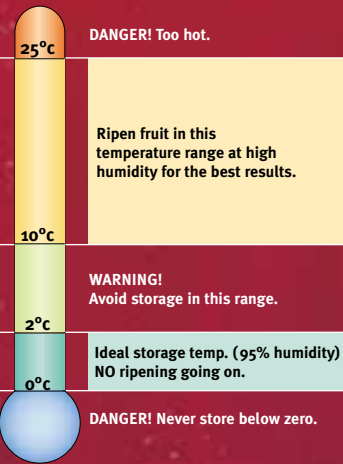 DANGER! Too hot.
25°C
Ripen fruit in this
temperature range at high
humidity for the best results.
10°C
WARNING!
Avoid storage in this range.
2°C
Ideal storage temp. (95% humidity)
NO ripening going on.
0°C
DANGER! Never store below zero.